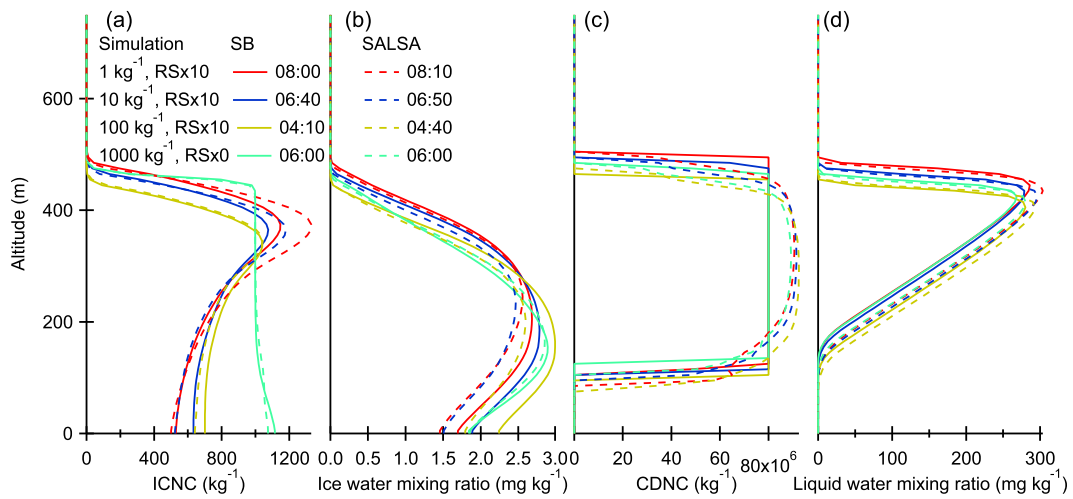 (a) (b) (c) (d)
Simulation SB SALSA
1 kg⁻¹, RSx10 08:00 08:10
10 kg⁻¹, RSx10 06:40 06:50
100 kg⁻¹, RSx10 04:10 04:40
1000 kg⁻¹, RSx0 06:00 06:00
Altitude (m)
600
400
200
0
0 400 800 1200
ICNC (kg⁻¹)
0.0 0.5 1.0 1.5 2.0 2.5 3.0
Ice water mixing ratio (mg kg⁻¹)
0 20 40 60 80x10⁶
CDNC (kg⁻¹)
0 100 200 300
Liquid water mixing ratio (mg kg⁻¹)